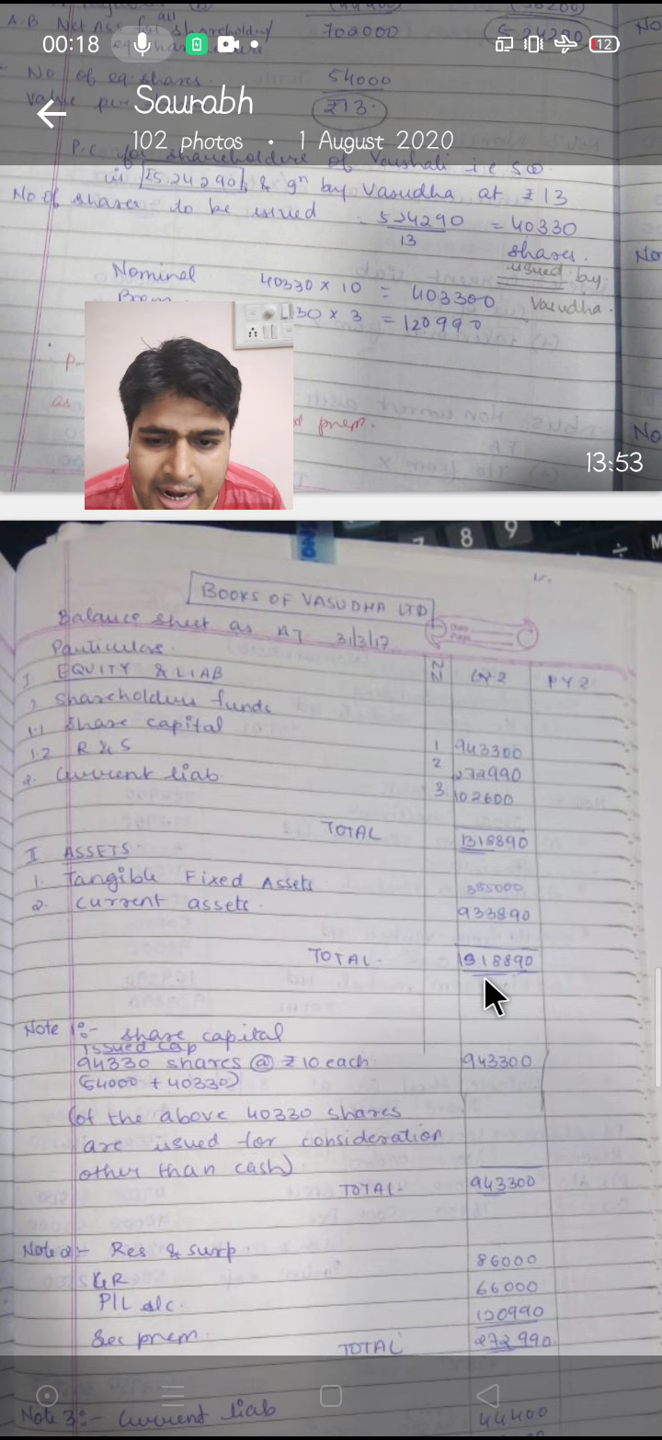 A.B Net Ass for all shareholders
702000
524290
00:18
12
No of eq. shares
54000
₹13
Saurabh
102 photos • 1 August 2020
P.C. for shareholders of Vaishali i.e
is [524290] & gn by Vasudha at ₹13
No of shares to be issued = 524290 = 40330
13
shares
issued by
Vasudha
Nominal 40330 × 10 = 403300
30 × 3 = 120990
prem.
13:53
8 9
BOOKS OF VASUDHA LTD
Balance sheet as AT 31/3/17
Particulars NN CY₹ PY₹
I EQUITY & LIAB
Shareholders funds
1.1 Share capital 1 943300
1.2 R & S 2 272990
2. Current liab 3 102600
TOTAL 1318890
II ASSETS
1. Tangible Fixed Assets 385000
2. Current assets 933890
TOTAL 1318890
Note 1:- Share capital
Issued cap
94330 shares @ ₹10 each 943300
(54000 + 40330)
(of the above 40330 shares
are issued for consideration
other than cash)
TOTAL 943300
Note 2:- Res & surp
GR 86000
P/L a/c. 66000
Sec prem 120990
TOTAL 272990
Note 3:- Current liab
44400